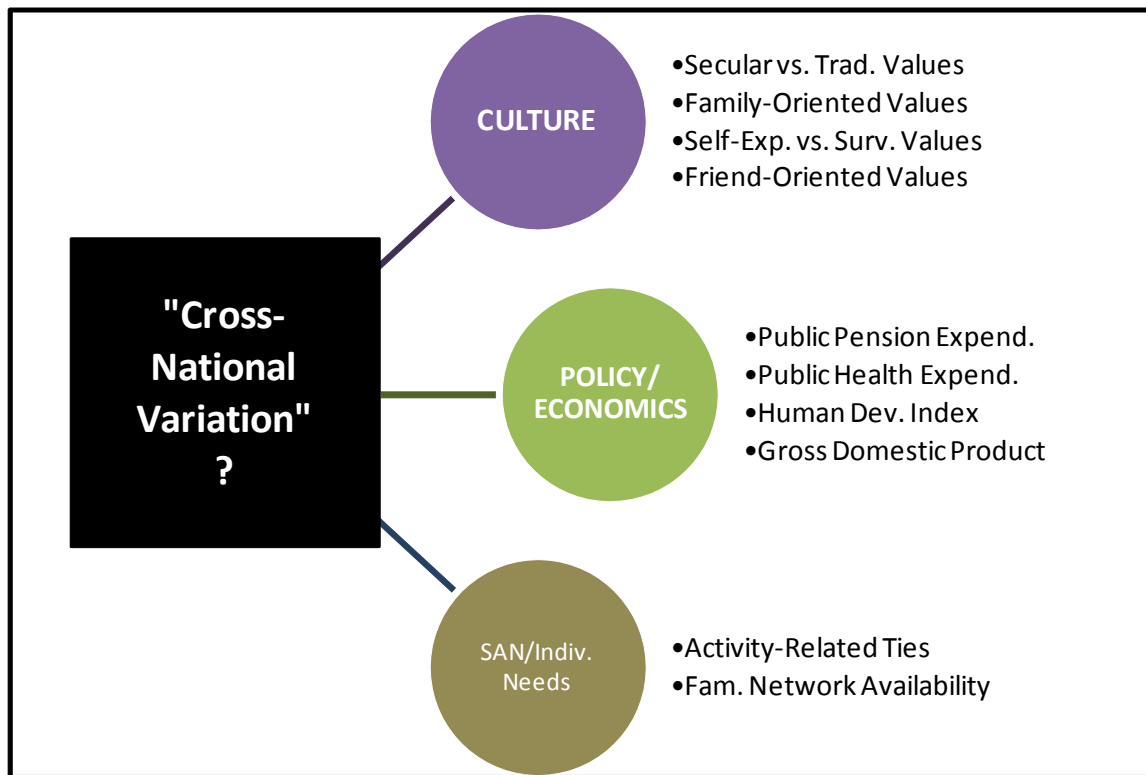 "Cross-
National
Variation"
?
CULTURE
•Secular vs. Trad. Values
•Family-Oriented Values
•Self-Exp. vs. Surv. Values
•Friend-Oriented Values
POLICY/
ECONOMICS
•Public Pension Expend.
•Public Health Expend.
•Human Dev. Index
•Gross Domestic Product
SAN/Indiv.
Needs
•Activity-Related Ties
•Fam. Network Availability